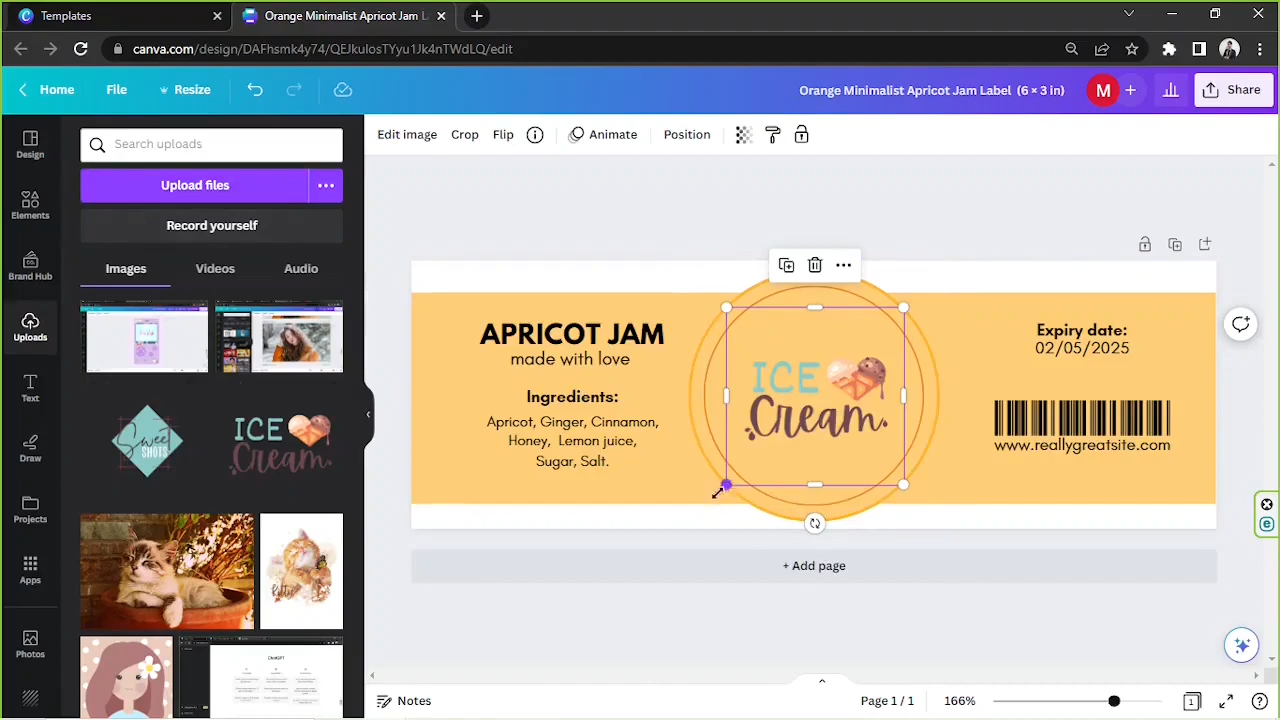 Templates
Orange Minimalist Apricot Jam L
canva.com/design/DAFhsmk4y74/QEJkulosTYyu1Jk4nTWdLQ/edit
Home
File
Resize
Orange Minimalist Apricot Jam Label (6 × 3 in)
M
Share
Design
Elements
Brand Hub
Uploads
Text
Draw
Projects
Apps
Photos
Search uploads
Upload files
Record yourself
Images
Videos
Audio
Sweet
SHOTS
ICE
Cream
ChatGPT
Edit image
Crop
Flip
Animate
Position
APRICOT JAM
made with love
Ingredients:
Apricot, Ginger, Cinnamon,
Honey, Lemon juice,
Sugar, Salt.
ICE
Cream
Expiry date:
02/05/2025
www.reallygreatsite.com
+ Add page
Page 1 / 1
166%
1